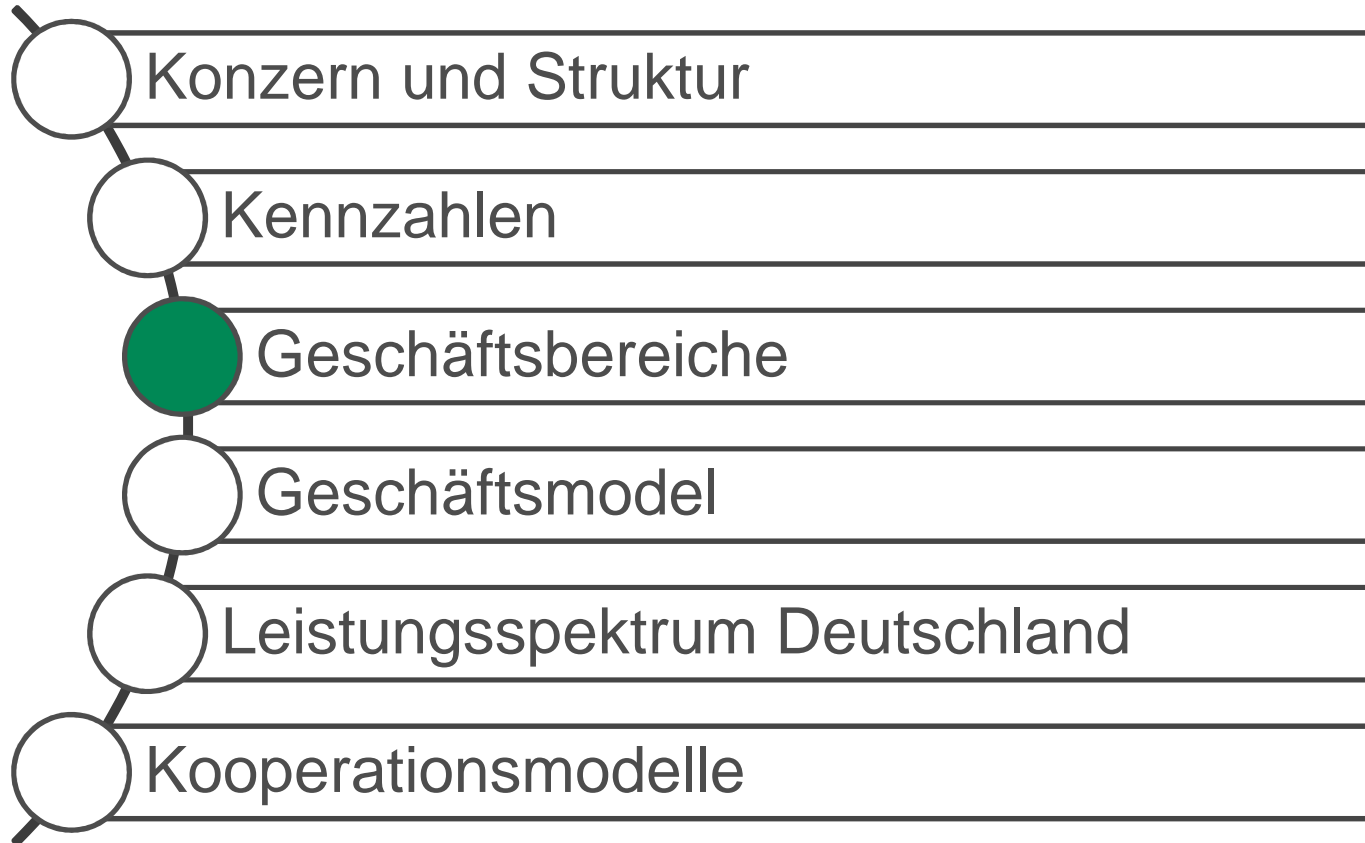 Konzern und Struktur
Kennzahlen
Geschäftsbereiche
Geschäftsmodel
Leistungsspektrum Deutschland
Kooperationsmodelle